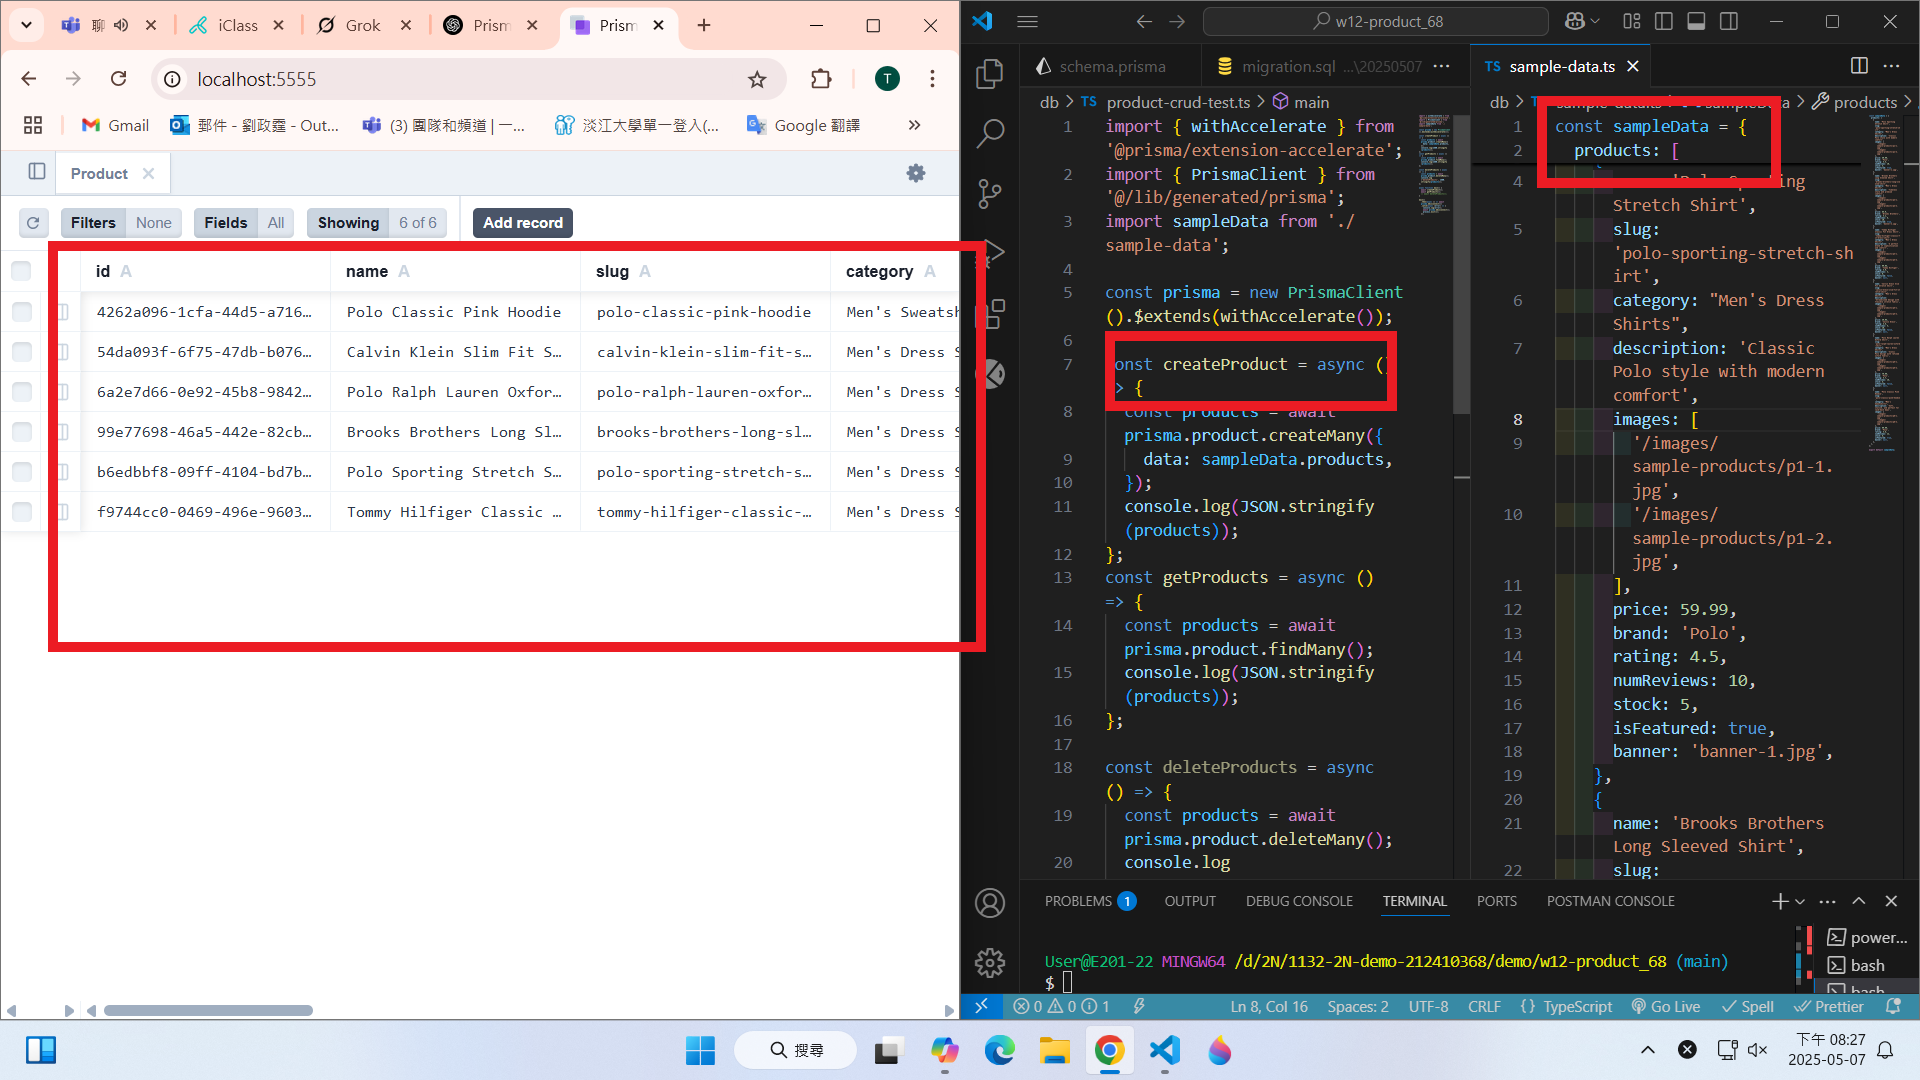 聊
iClass
Grok
Prism
Prism
localhost:5555
T
Gmail
郵件 - 劉政霆 - Out...
(3) 團隊和頻道 | 一...
淡江大學單一登入(...
Google 翻譯
Product
Filters None
Fields All
Showing 6 of 6
Add record
id A name A slug A category A
4262a096-1cfa-44d5-a716... Polo Classic Pink Hoodie polo-classic-pink-hoodie Men's Sweatsh
54da093f-6f75-47db-b076... Calvin Klein Slim Fit S... calvin-klein-slim-fit-s... Men's Dress S
6a2e7d66-0e92-45b8-9842... Polo Ralph Lauren Oxfor... polo-ralph-lauren-oxfor... Men's Dress S
99e77698-46a5-442e-82cb... Brooks Brothers Long Sl... brooks-brothers-long-sl... Men's Dress S
b6edbbf8-09ff-4104-bd7b... Polo Sporting Stretch S... polo-sporting-stretch-s... Men's Dress S
f9744cc0-0469-496e-9603... Tommy Hilfiger Classic ... tommy-hilfiger-classic-... Men's Dress S
w12-product_68
schema.prisma
migration.sql ...\20250507 ...
db > TS product-crud-test.ts > main
1 import { withAccelerate } from
'@prisma/extension-accelerate';
2 import { PrismaClient } from
'@/lib/generated/prisma';
3 import sampleData from './
sample-data';
4
5 const prisma = new PrismaClient
().$extends(withAccelerate());
6
7 onst createProduct = async (
> {
8 const products = await
prisma.product.createMany({
9 data: sampleData.products,
10 });
11 console.log(JSON.stringify
(products));
12 };
13 const getProducts = async ()
=> {
14 const products = await
prisma.product.findMany();
15 console.log(JSON.stringify
(products));
16 };
17
18 const deleteProducts = async
() => {
19 const products = await
prisma.product.deleteMany();
20 console.log
TS sample-data.ts
db > products >
1 const sampleData = {
2 products: [
4 'Polo Sporting
Stretch Shirt',
5 slug:
'polo-sporting-stretch-sh
irt',
6 category: "Men's Dress
Shirts",
7 description: 'Classic
Polo style with modern
comfort',
8 images: [
9 '/images/
sample-products/p1-1.
jpg',
10 '/images/
sample-products/p1-2.
jpg',
11 ],
12 price: 59.99,
13 brand: 'Polo',
14 rating: 4.5,
15 numReviews: 10,
16 stock: 5,
17 isFeatured: true,
18 banner: 'banner-1.jpg',
19 },
20 {
21 name: 'Brooks Brothers
Long Sleeved Shirt',
22 slug:
PROBLEMS 1 OUTPUT DEBUG CONSOLE TERMINAL PORTS POSTMAN CONSOLE
User@E201-22 MINGW64 /d/2N/1132-2N-demo-212410368/demo/w12-product_68 (main)
$
power...
bash
bash
0 0 1 Ln 8, Col 16 Spaces: 2 UTF-8 CRLF {} TypeScript Go Live Spell Prettier
搜尋
下午 08:27
2025-05-07